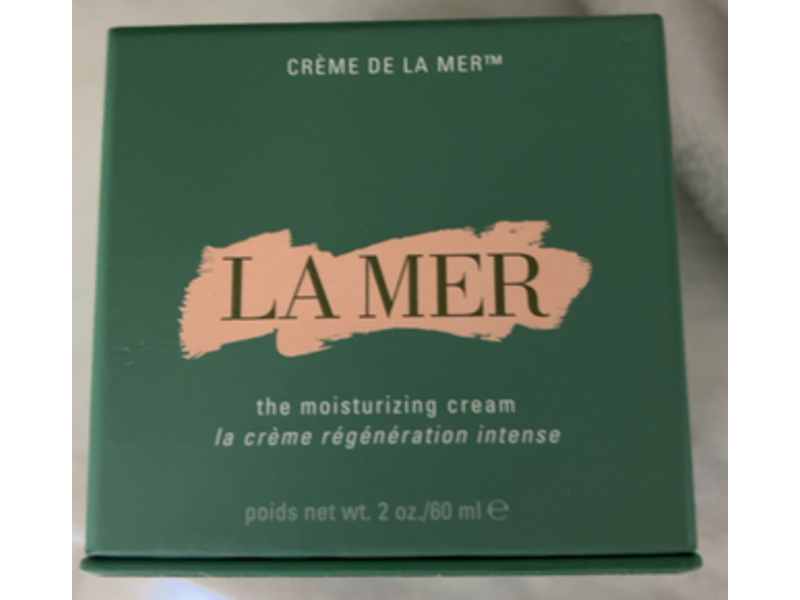 CRÈME DE LA MER™
LA MER
the moisturizing cream
la crème régénération intense
poids net wt. 2 oz./60 ml ℮